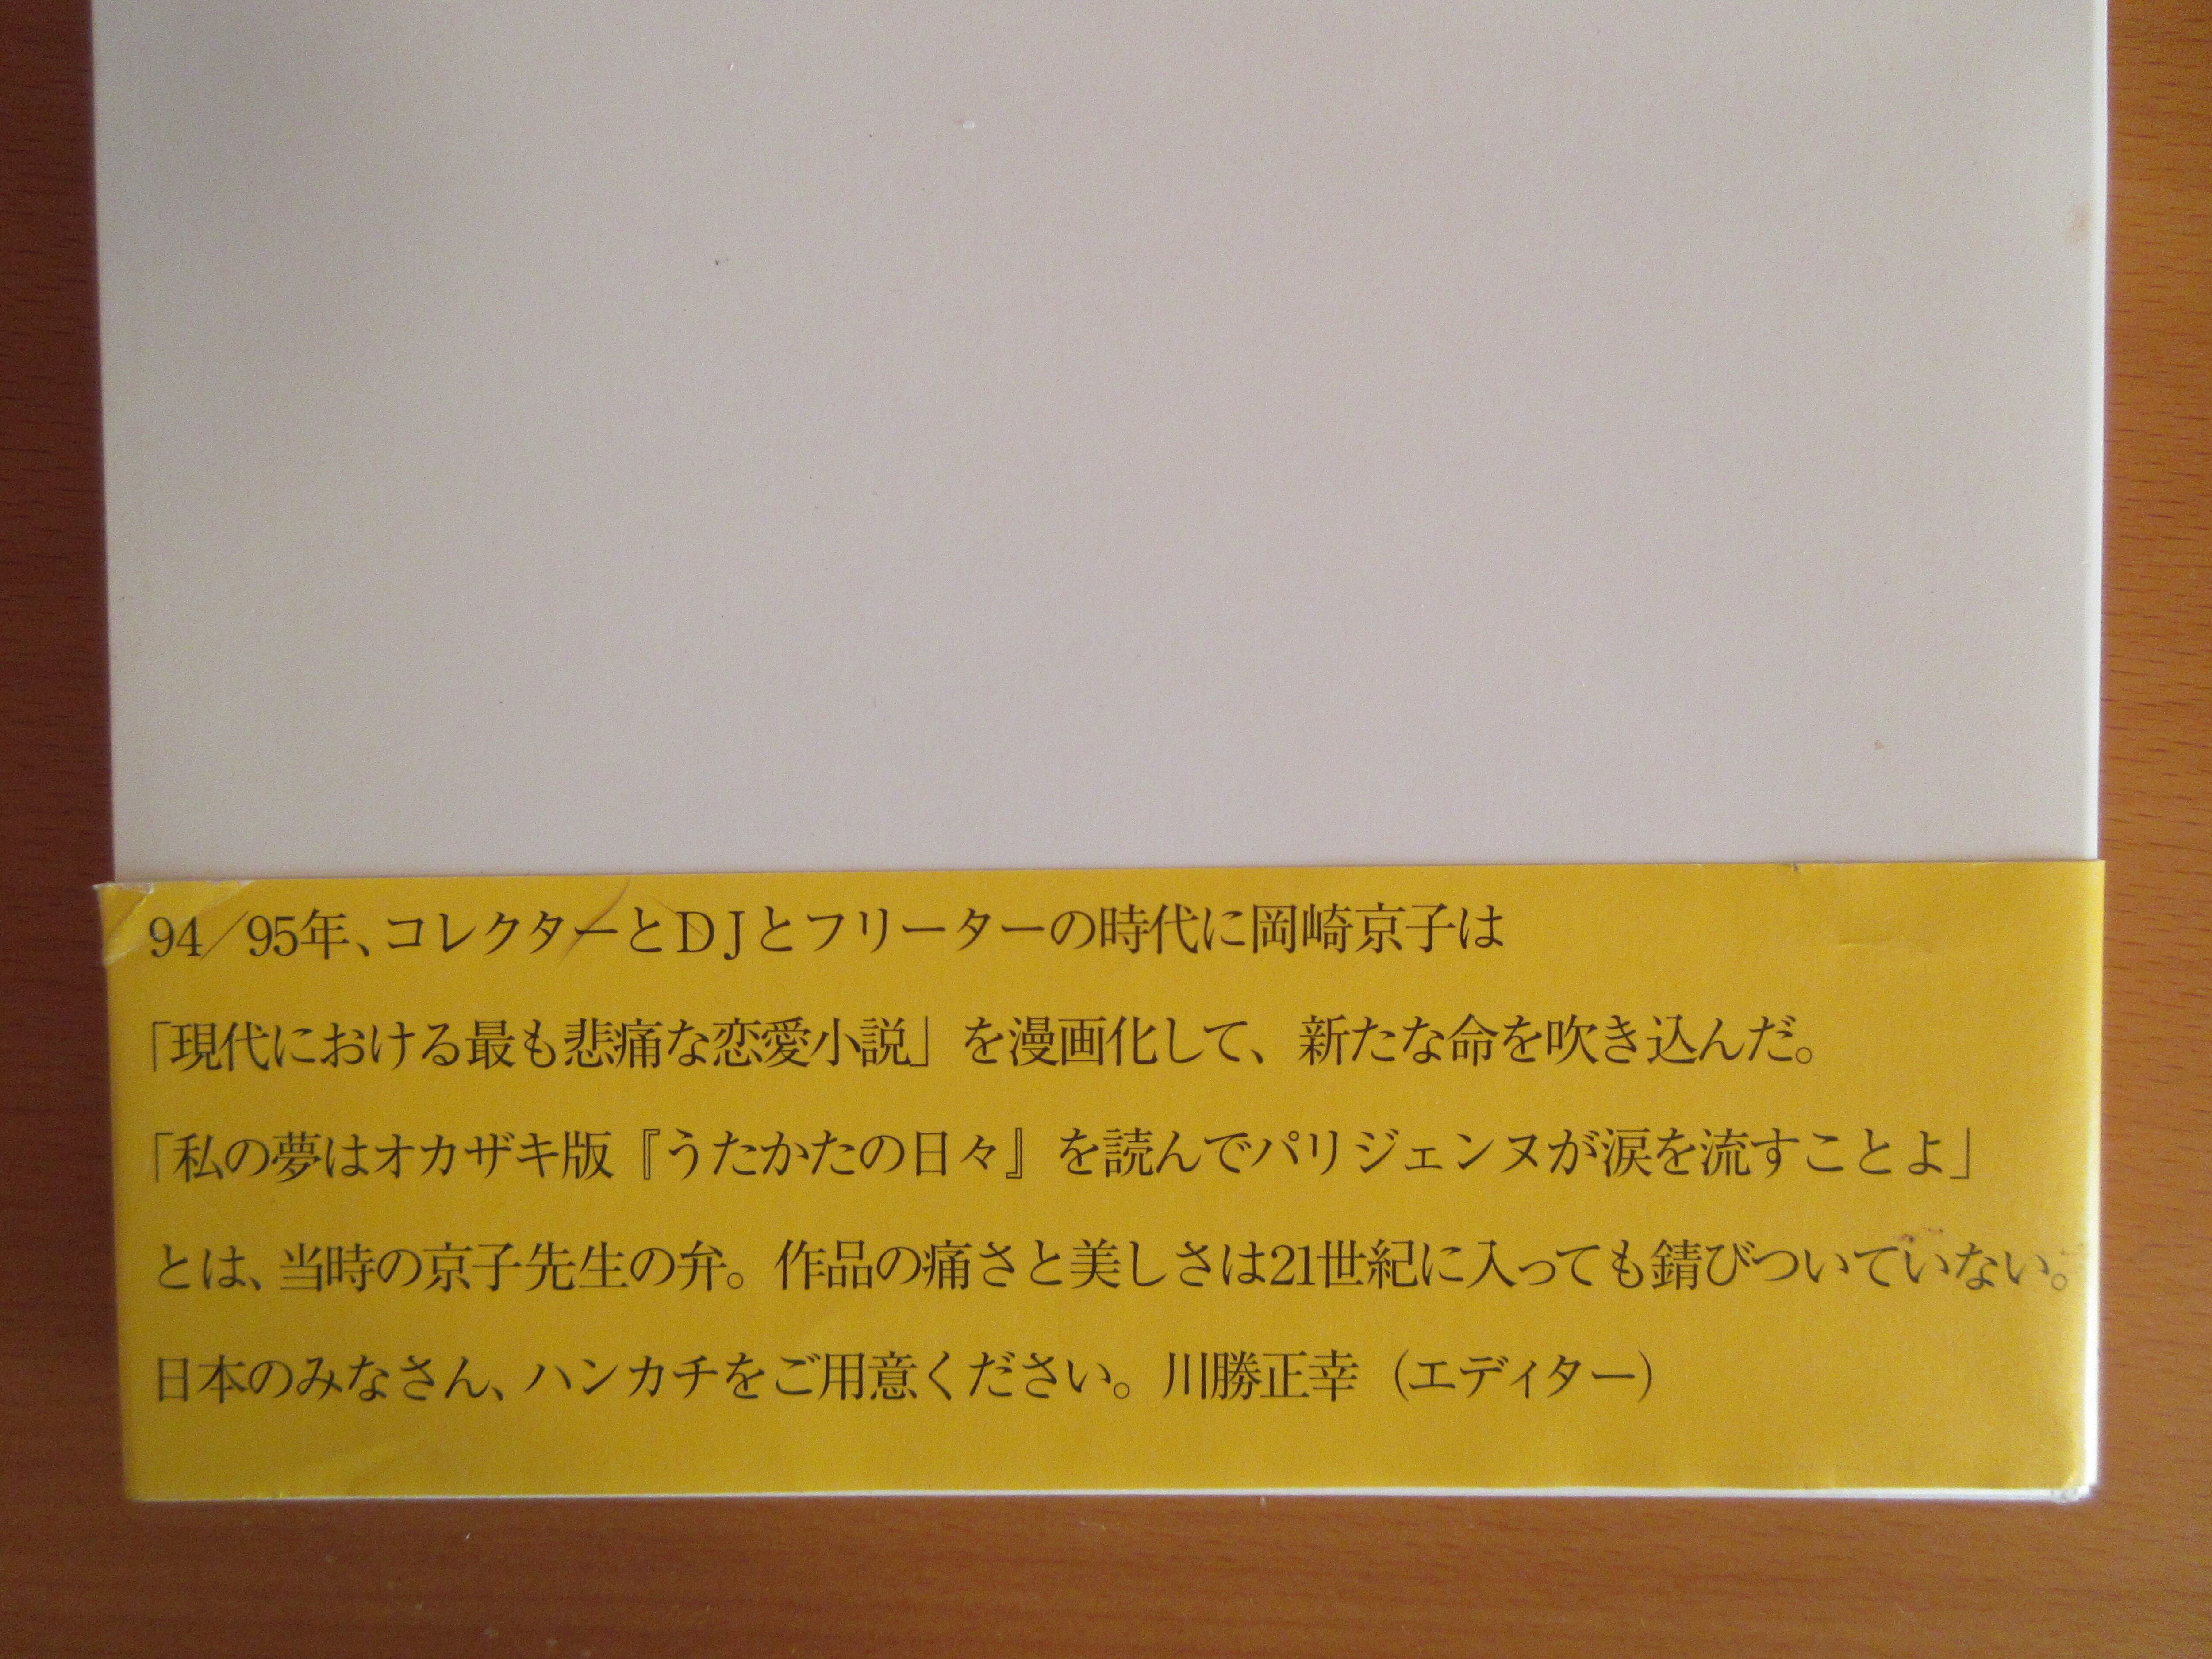 94/95年、コレクターとDJとフリーターの時代に岡崎京子は
「現代における最も悲痛な恋愛小説」を漫画化して、新たな命を吹き込んだ。
「私の夢はオカザキ版『うたかたの日々』を読んでパリジェンヌが涙を流すことよ」
とは、当時の京子先生の弁。作品の痛さと美しさは21世紀に入っても錆びついていない。
日本のみなさん、ハンカチをご用意ください。川勝正幸（エディター）